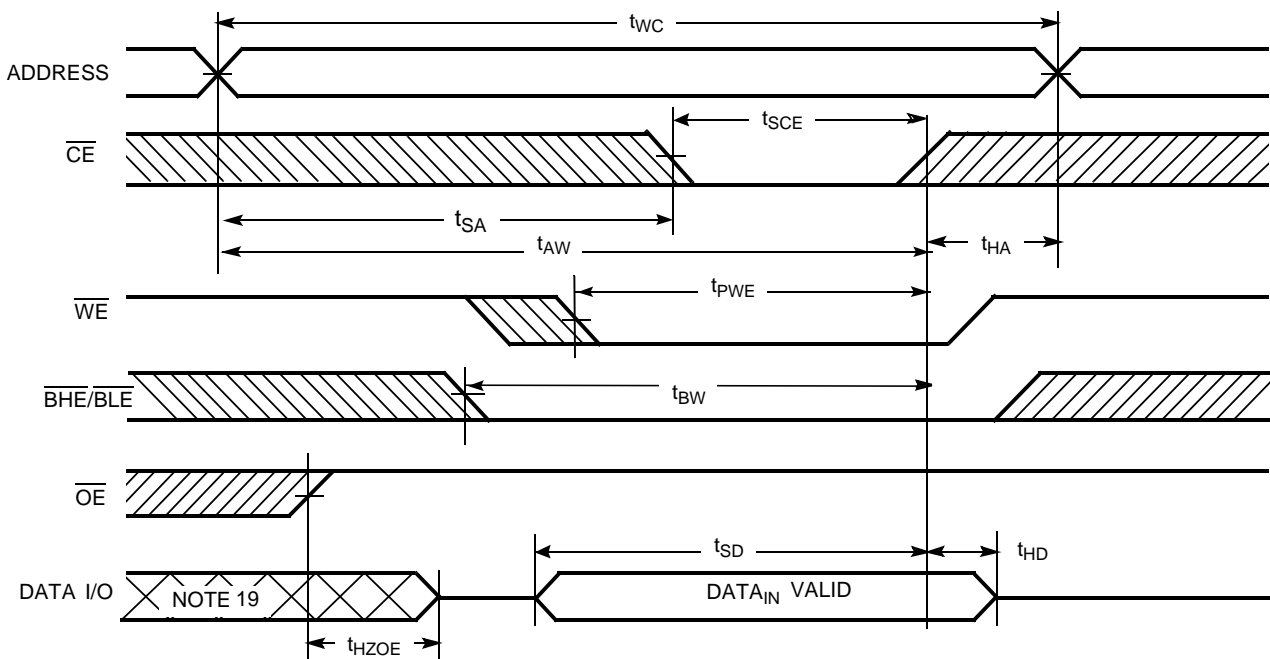 tWC
ADDRESS
tSCE
CE
tSA
tAW
tHA
tPWE
WE
BHE/BLE
tBW
OE
tSD
tHD
DATA I/O
NOTE 19
DATAIN VALID
tHZOE